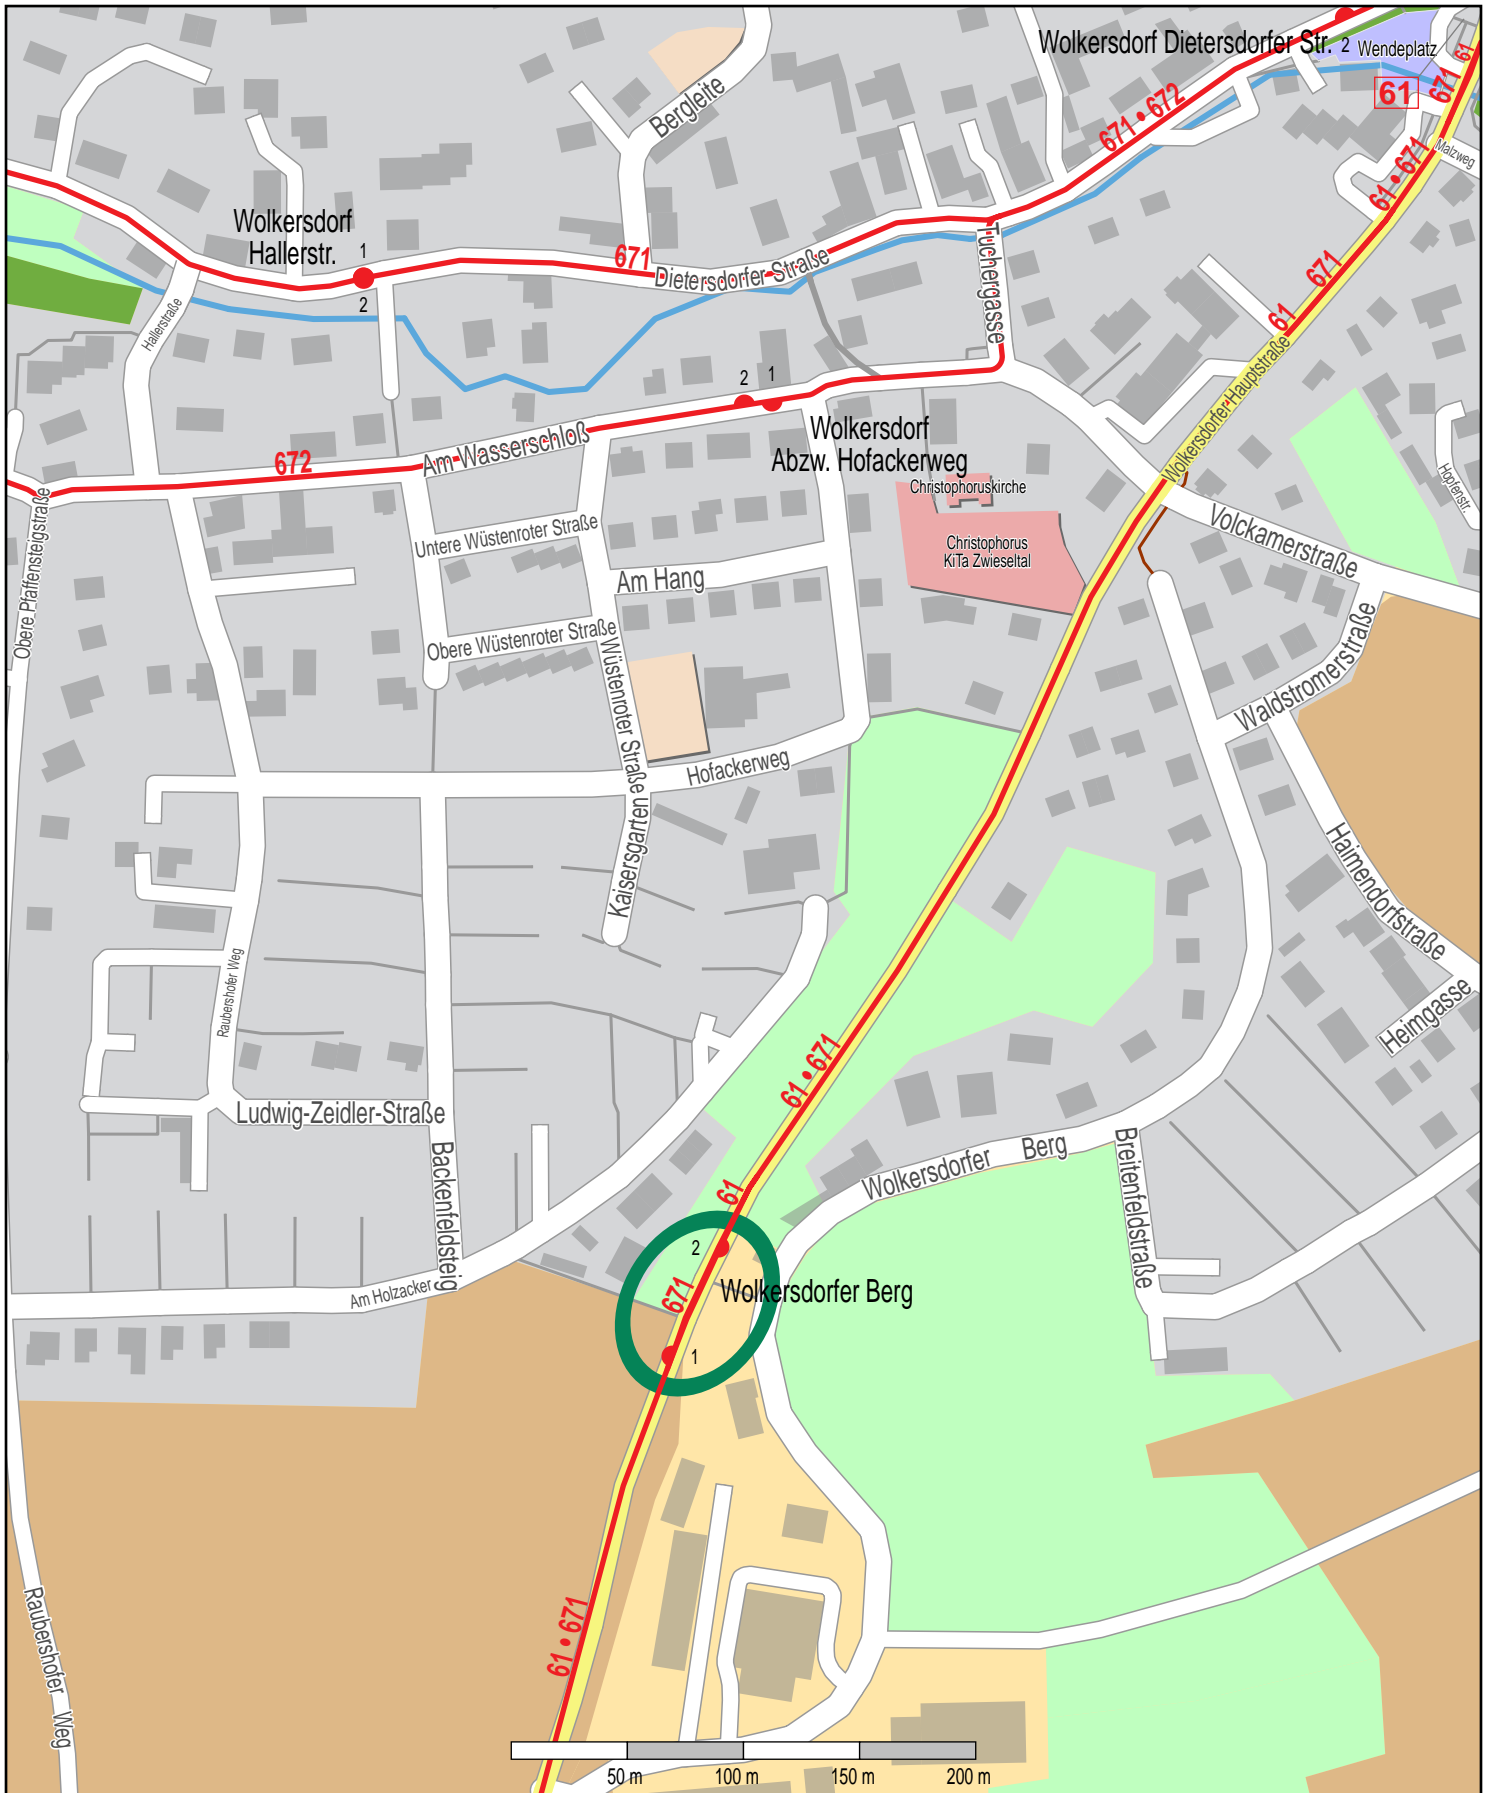 Wolkersdorf Dietersdorfer Str.
2
Wendeplatz
61
671
61
Bergleite
671 • 672
61 • 671
Malzweg
Wolkersdorf
Hallerstr.
1
2
671
Dietersdorfer Straße
Tuchergasse
671
61
Hallerstraße
Wolkersdorfer Hauptstraße
2
1
Wolkersdorf
Abzw. Hofackerweg
672
Am Wasserschloß
Christophoruskirche
Hopfenstr.
Obere Pfaffensteigstraße
Untere Wüstenroter Straße
Volckamerstraße
Christophorus
KiTa Zwieseltal
Am Hang
Obere Wüstenroter Straße
Wüstenroter Straße
Waldstromerstraße
Hofackerweg
Kaisersgarten
Haimendorfstraße
Raubershofer Weg
Heimgasse
61 • 671
Ludwig-Zeidler-Straße
Backenfeldsteig
Wolkersdorfer Berg
Breitenfeldstraße
61
2
671
Wolkersdorfer Berg
Am Holzacker
1
61 • 671
Raubershofer Weg
50 m
100 m
150 m
200 m